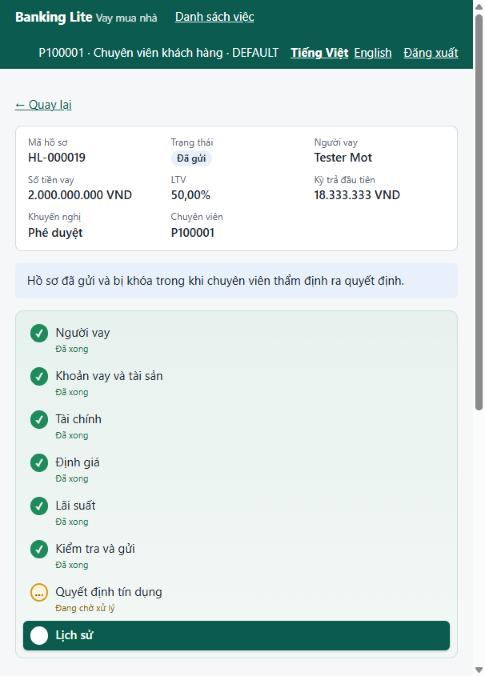 Banking Lite Vay mua nhà Danh sách việc
P100001 · Chuyên viên khách hàng · DEFAULT Tiếng Việt English Đăng xuất
← Quay lại
Mã hồ sơ Trạng thái Người vay
HL-000019 Đã gửi Tester Mot
Số tiền vay LTV Kỳ trả đầu tiên
2.000.000.000 VND 50,00% 18.333.333 VND
Khuyến nghị Chuyên viên
Phê duyệt P100001
Hồ sơ đã gửi và bị khóa trong khi chuyên viên thẩm định ra quyết định.
Người vay
Đã xong
Khoản vay và tài sản
Đã xong
Tài chính
Đã xong
Định giá
Đã xong
Lãi suất
Đã xong
Kiểm tra và gửi
Đã xong
Quyết định tín dụng
Đang chờ xử lý
Lịch sử